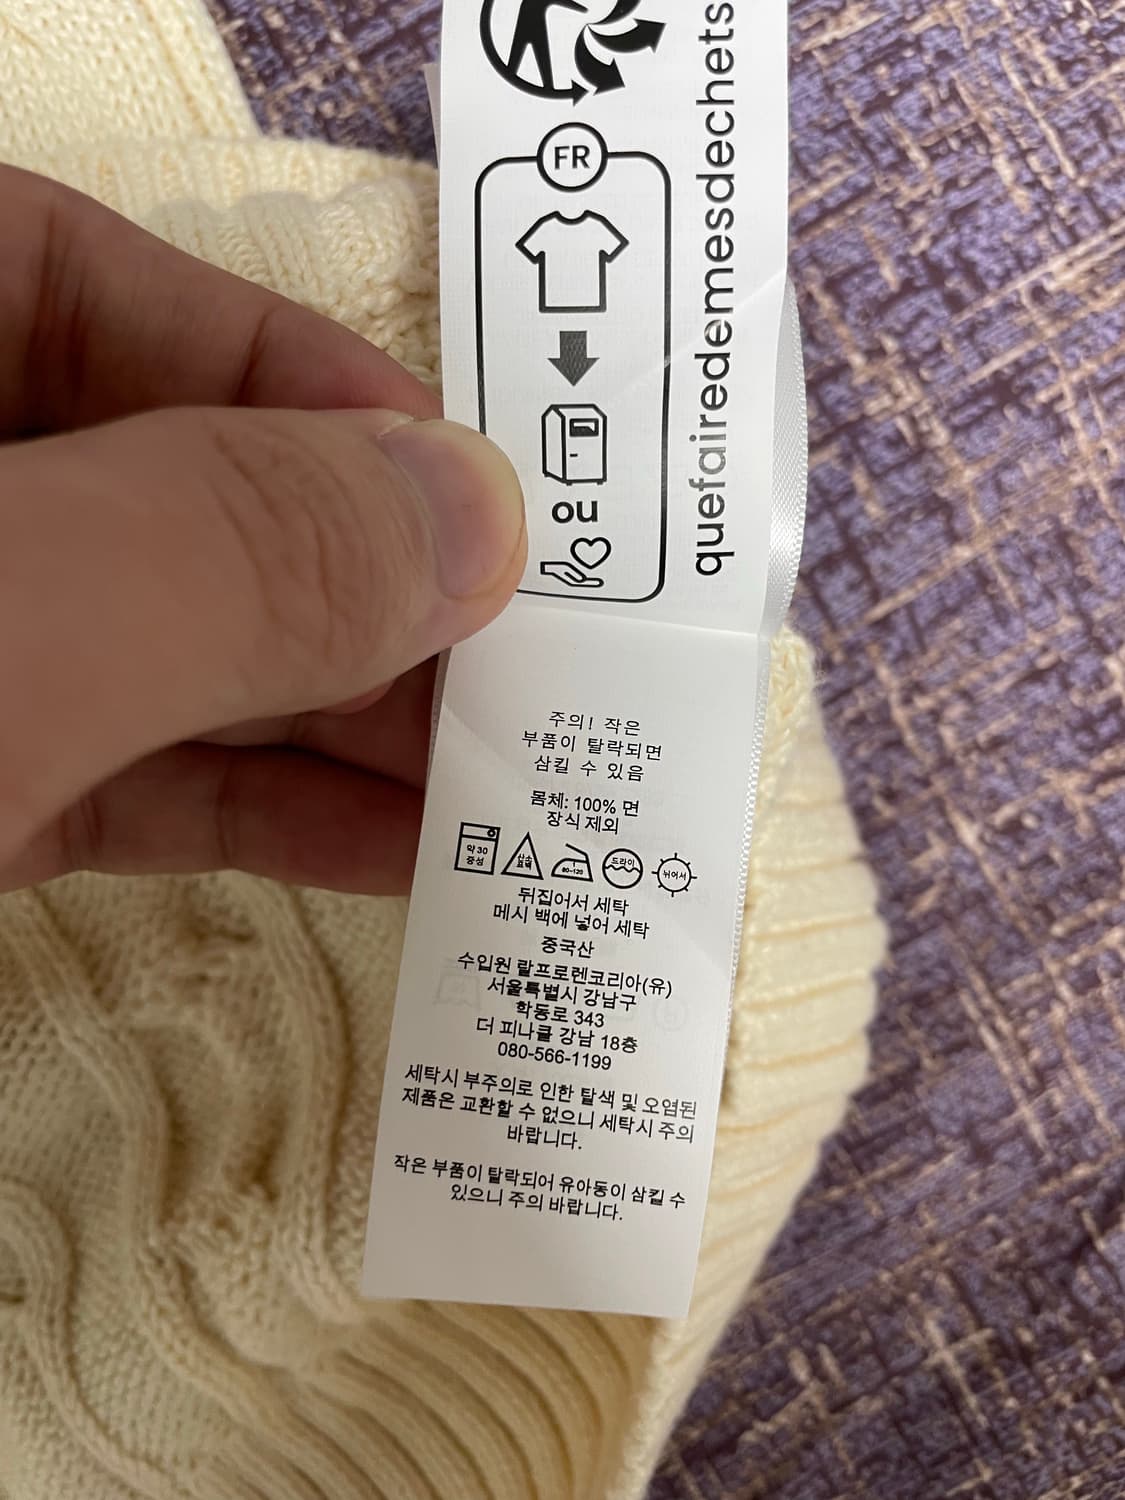 FR
ou
quefairedemesdechets
주의! 작은
부품이 탈락되면
삼킬 수 있음
몸체: 100% 면
장식 제외
약 30
중성
산소
표백
80~120
드라이
뉘어서
뒤집어서 세탁
메시 백에 넣어 세탁
중국산
수입원 랄프로렌코리아(유)
서울특별시 강남구
학동로 343
더 피나클 강남 18층
080-566-1199
세탁시 부주의로 인한 탈색 및 오염된
제품은 교환할 수 없으니 세탁시 주의
바랍니다.
작은 부품이 탈락되어 유아동이 삼킬 수
있으니 주의 바랍니다.